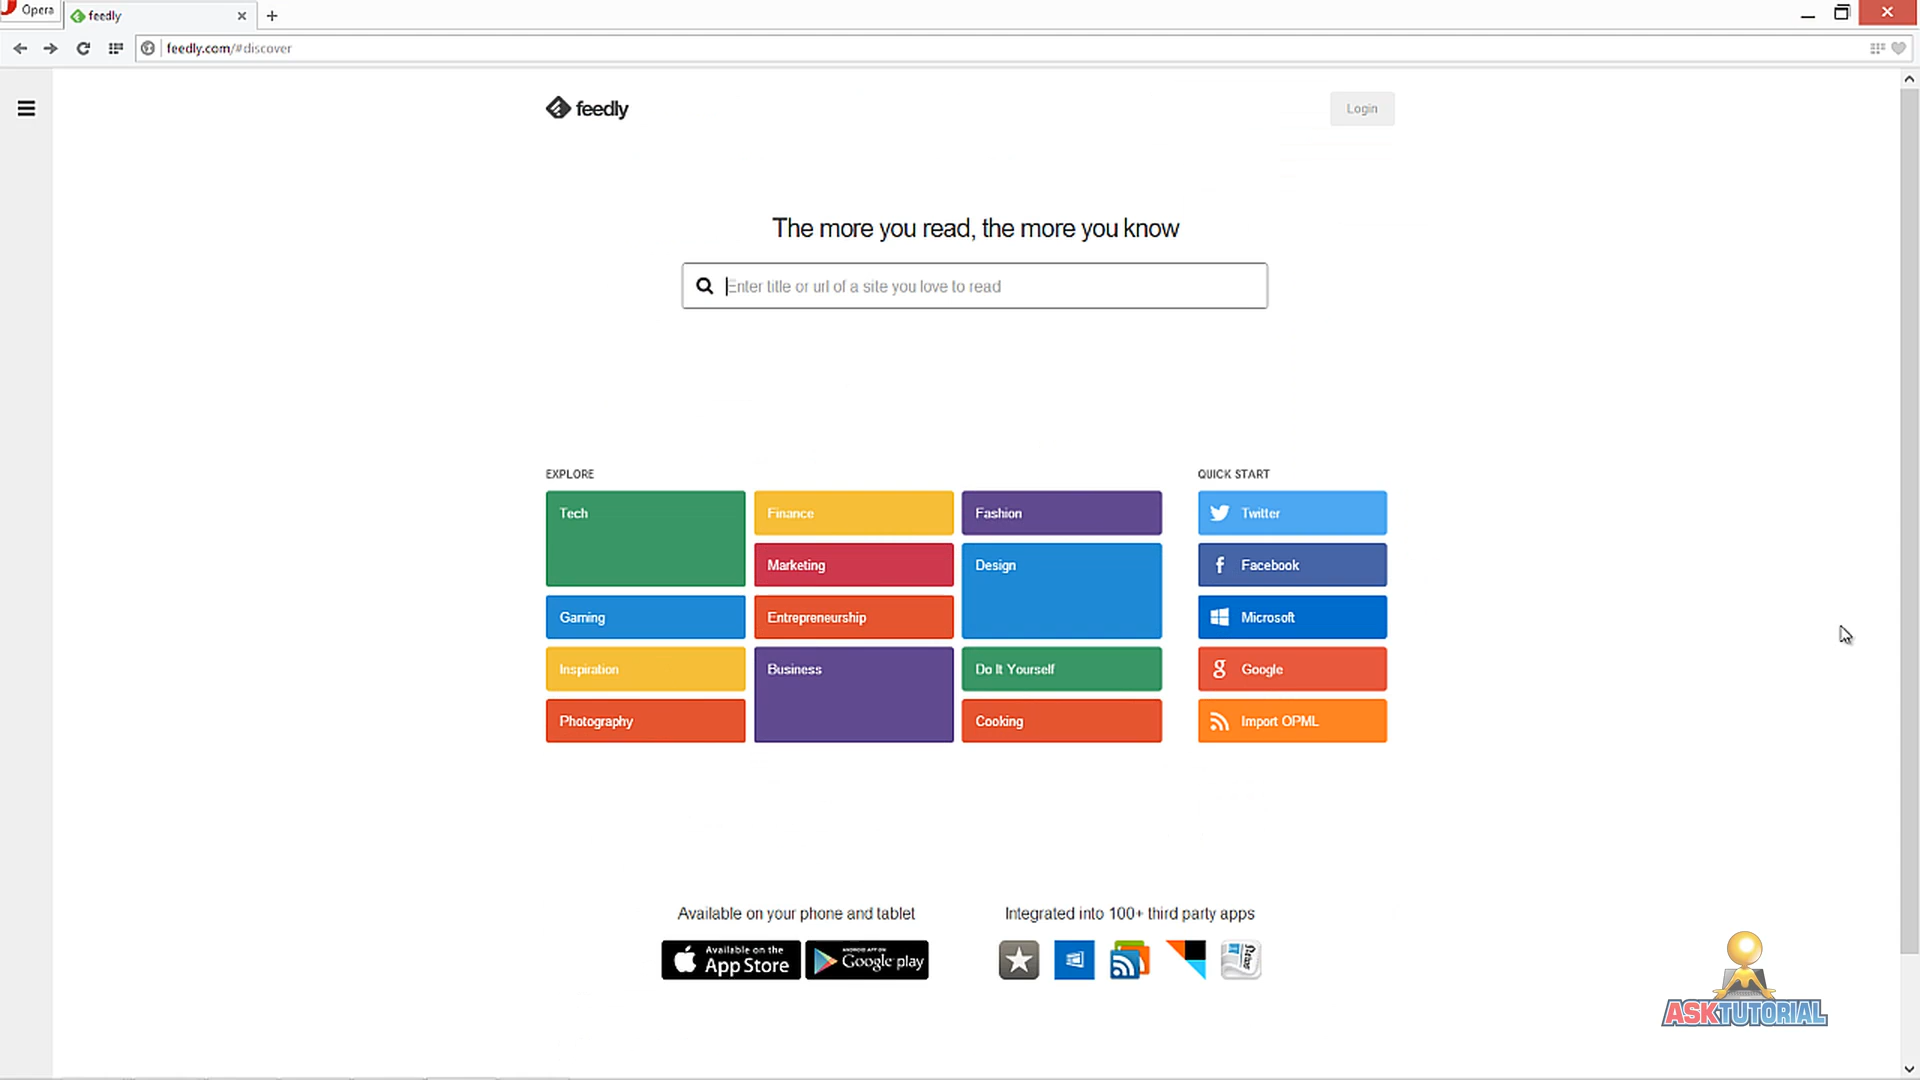 Opera
feedly
feedly.com/#discover
feedly
Login
The more you read, the more you know
Enter title or url of a site you love to read
EXPLORE
QUICK START
Tech
Finance
Fashion
Twitter
Marketing
Design
Facebook
Gaming
Entrepreneurship
Microsoft
Inspiration
Business
Do It Yourself
Google
Photography
Cooking
Import OPML
Available on your phone and tablet
Integrated into 100+ third party apps
Available on the
App Store
ANDROID APP ON
Google play
ASKTUTORIAL